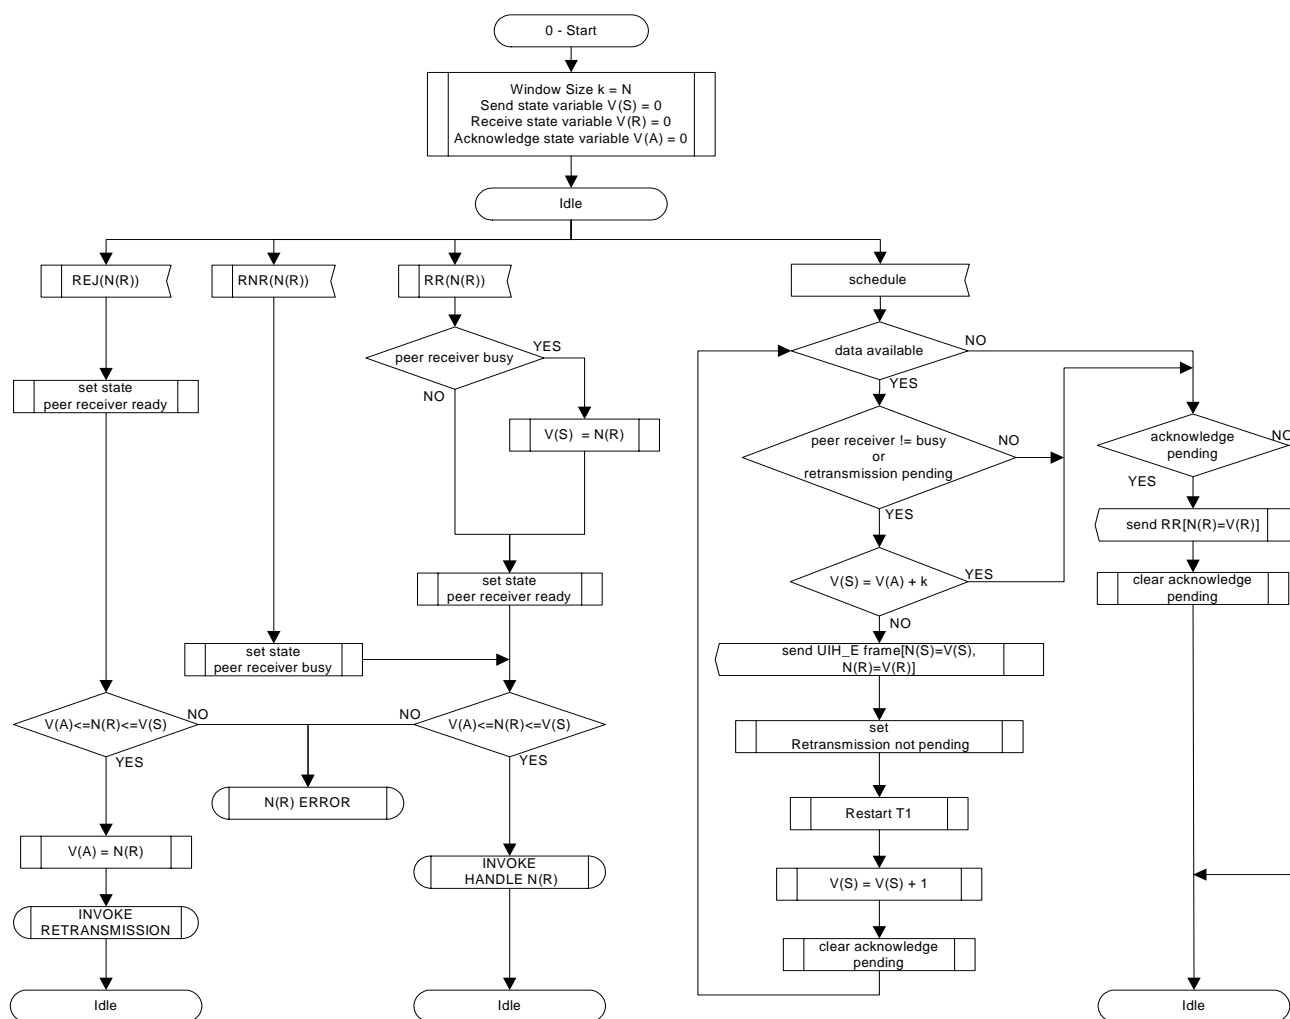 0 - Start
Window Size k = N
Send state variable V(S) = 0
Receive state variable V(R) = 0
Acknowledge state variable V(A) = 0
Idle
REJ(N(R))
RNR(N(R))
RR(N(R))
schedule
peer receiver busy
YES
NO
data available
NO
YES
set state
peer receiver ready
V(S) = N(R)
peer receiver != busy
or
retransmission pending
NO
YES
acknowledge
pending
NO
YES
send RR[N(R)=V(R)]
clear acknowledge
pending
set state
peer receiver ready
V(S) = V(A) + k
YES
NO
set state
peer receiver busy
send UIH_E frame[N(S)=V(S),
N(R)=V(R)]
V(A)<=N(R)<=V(S)
NO
YES
NO
V(A)<=N(R)<=V(S)
YES
set
Retransmission not pending
N(R) ERROR
Restart T1
V(A) = N(R)
INVOKE
HANDLE N(R)
V(S) = V(S) + 1
INVOKE
RETRANSMISSION
clear acknowledge
pending
Idle
Idle
Idle